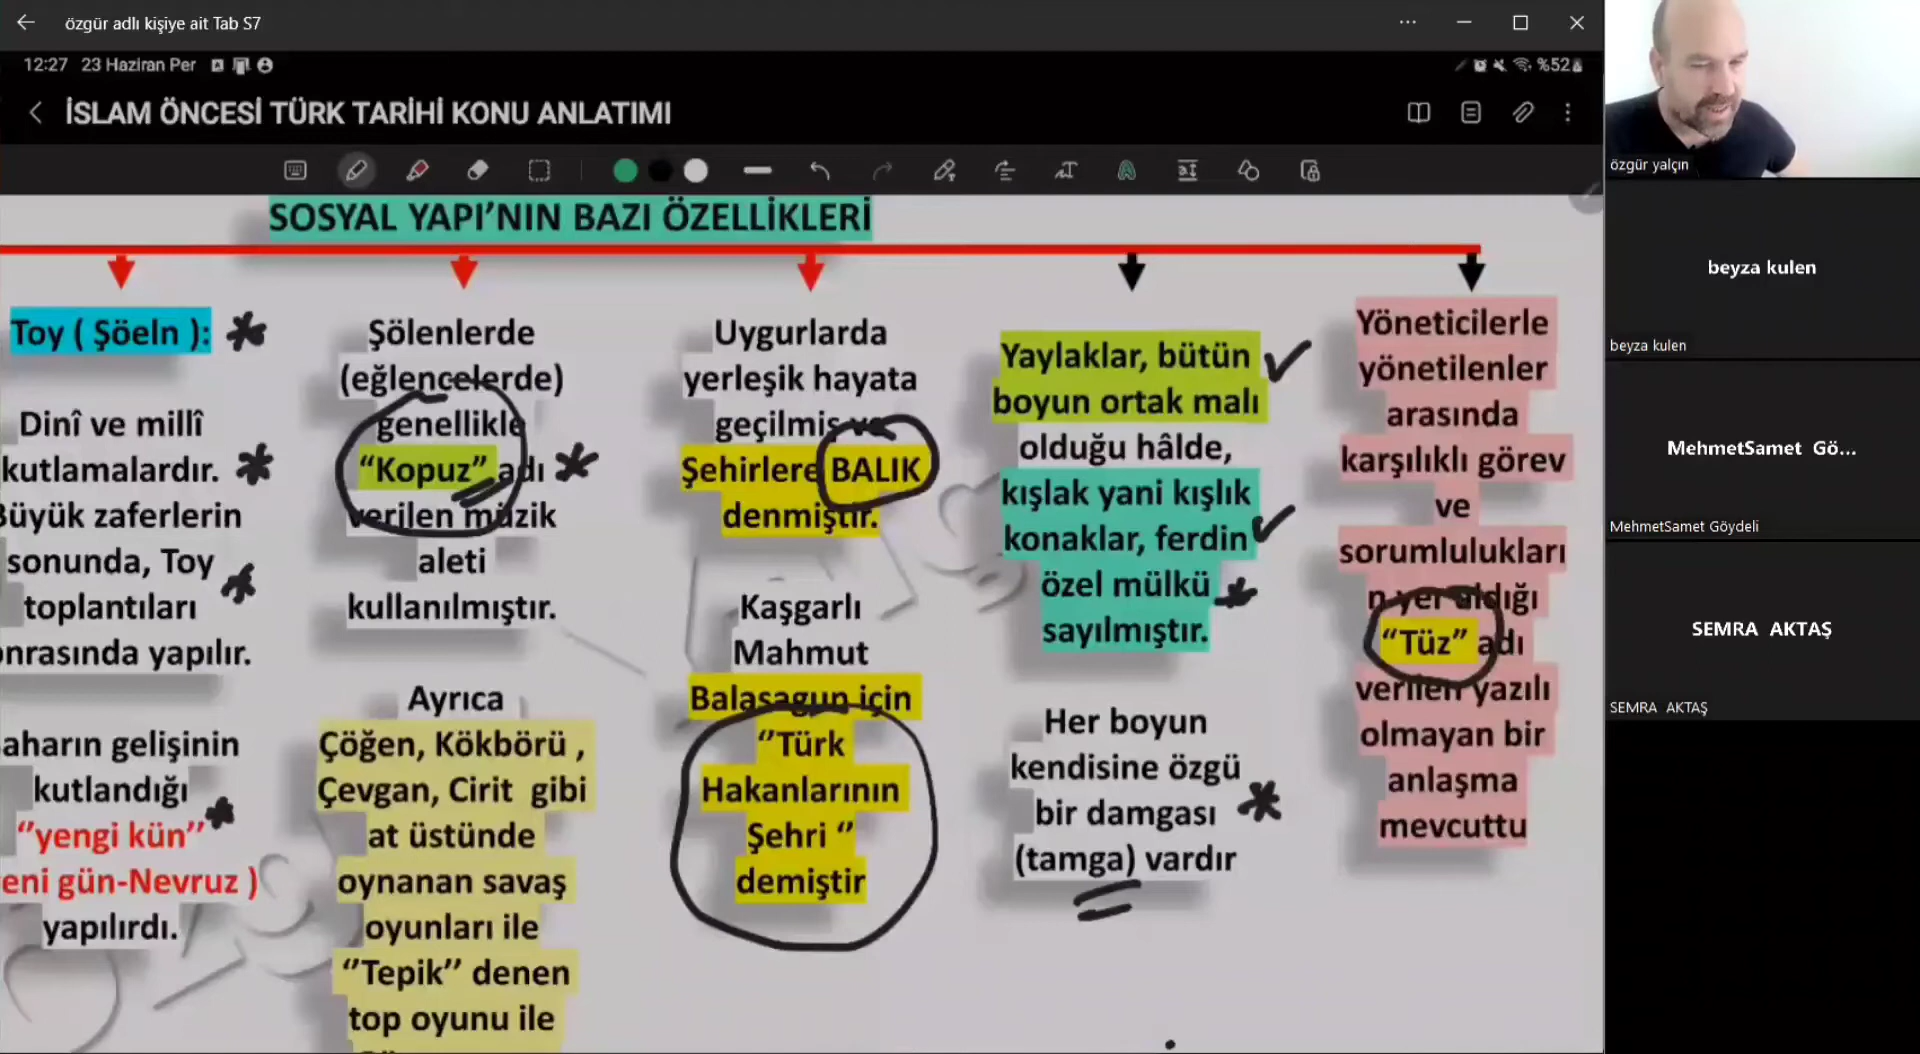 özgür adlı kişiye ait Tab S7
12:27 23 Haziran Per
%52
İSLAM ÖNCESİ TÜRK TARİHİ KONU ANLATIMI
SOSYAL YAPI’NIN BAZI ÖZELLİKLERİ
Toy ( Şöeln ):
Dinî ve millî
kutlamalardır.
Büyük zaferlerin
sonunda, Toy
toplantıları
onrasında yapılır.
aharın gelişinin
kutlandığı
‘’yengi kün’’
eni gün-Nevruz )
yapılırdı.
Şölenlerde
(eğlencelerde)
genellikle
“Kopuz” adı
verilen müzik
aleti
kullanılmıştır.
Ayrıca
Çöğen, Kökbörü ,
Çevgan, Cirit gibi
at üstünde
oynanan savaş
oyunları ile
‘’Tepik’’ denen
top oyunu ile
Uygurlarda
yerleşik hayata
geçilmiş ve
Şehirlere BALIK
denmiştir.
Kaşgarlı
Mahmut
Balasagun için
‘’Türk
Hakanlarının
Şehri ‘’
demiştir
Yaylaklar, bütün
boyun ortak malı
olduğu hâlde,
kışlak yani kışlık
konaklar, ferdin
özel mülkü
sayılmıştır.
Her boyun
kendisine özgü
bir damgası
(tamga) vardır
Yöneticilerle
yönetilenler
arasında
karşılıklı görev
ve
sorumlulukları
n yer aldığı
“Tüz” adı
verilen yazılı
olmayan bir
anlaşma
mevcuttu
özgür yalçın
beyza kulen
beyza kulen
MehmetSamet Gö...
MehmetSamet Göydeli
SEMRA AKTAŞ
SEMRA AKTAŞ